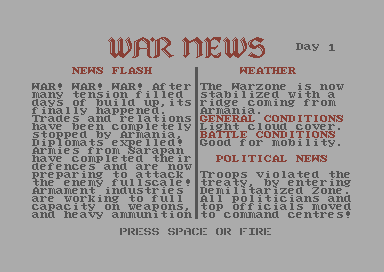 WAR NEWS
Day 1
NEWS FLASH
WAR! WAR! WAR! After
many tension filled
days of build up,its
finally happened.
Trades and relations
have been completely
stopped by Armania.
Diplomats expelled!
Armies from Sarapan
have completed their
defences and are now
preparing to attack
the enemy fullscale!
Armament industries
are working to full
capacity on weapons,
and heavy ammunition
WEATHER
The Warzone is now
stabilized with a
ridge coming from
Armania.
GENERAL CONDITIONS
Light cloud cover.
BATTLE CONDITIONS
Good for mobility.
POLITICAL NEWS
Troops violated the
treaty, by entering
Demilitarized Zone.
All politicians and
top officials moved
to command centres!
PRESS SPACE OR FIRE